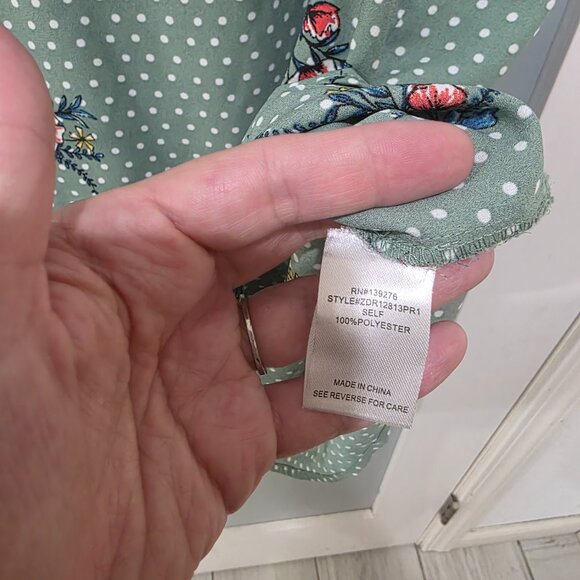 RN#139276
STYLE#ZDR12813PR1
SELF
100%POLYESTER
MADE IN CHINA
SEE REVERSE FOR CARE